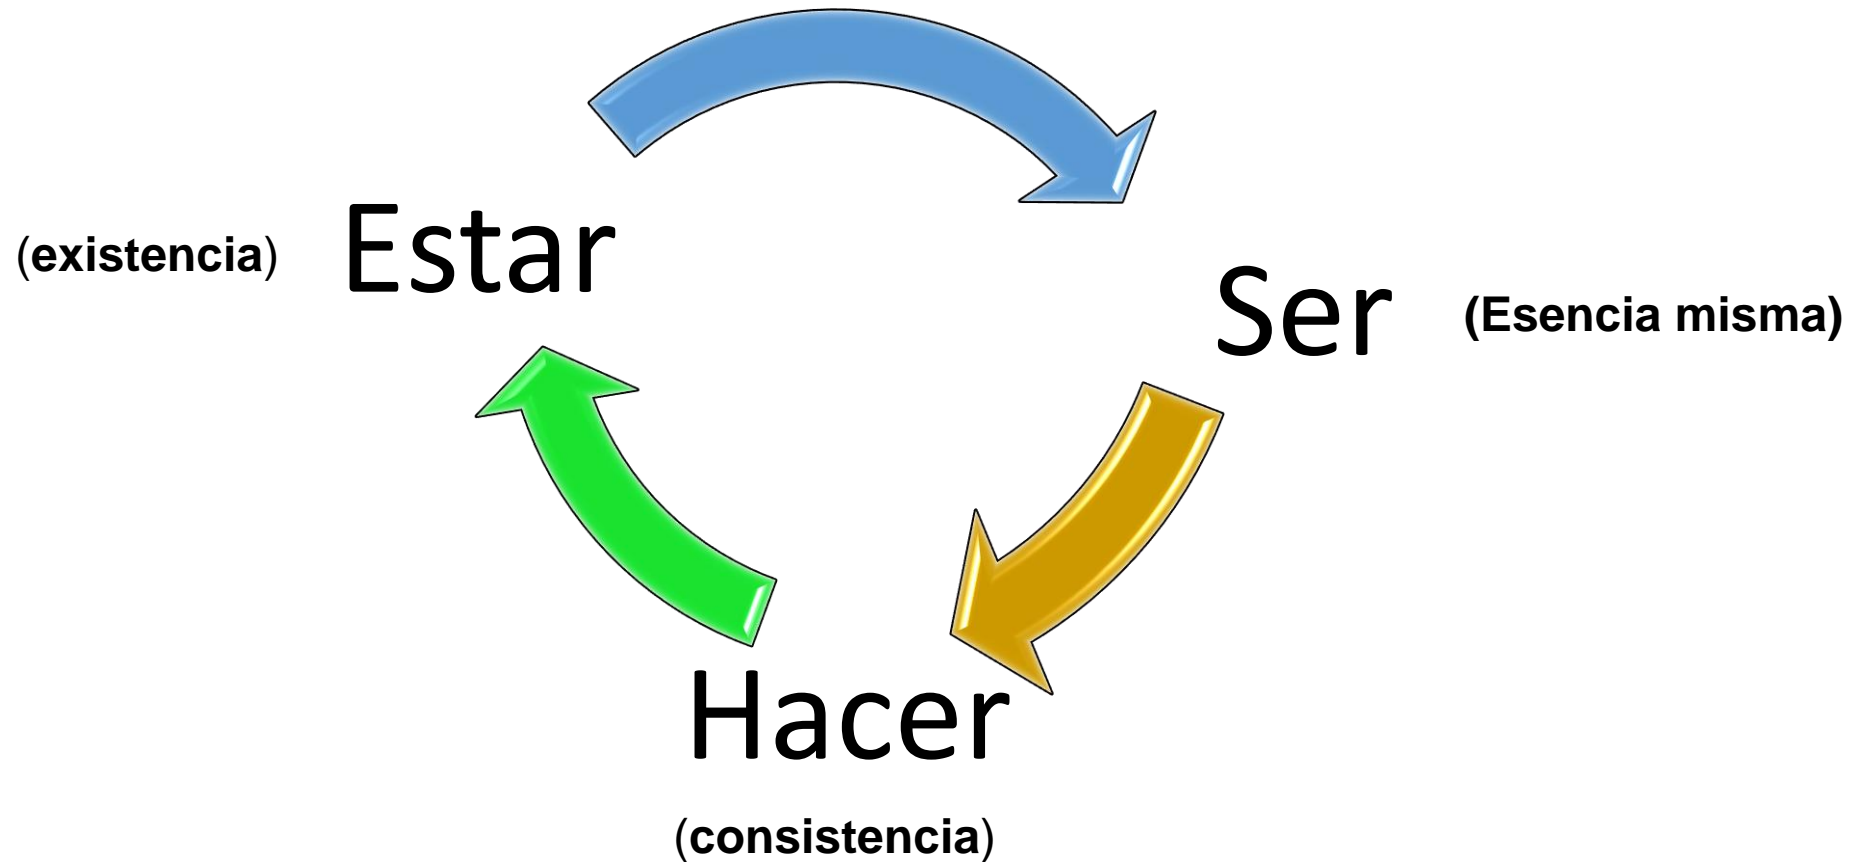 (existencia) Estar
Ser (Esencia misma)
Hacer
(consistencia)